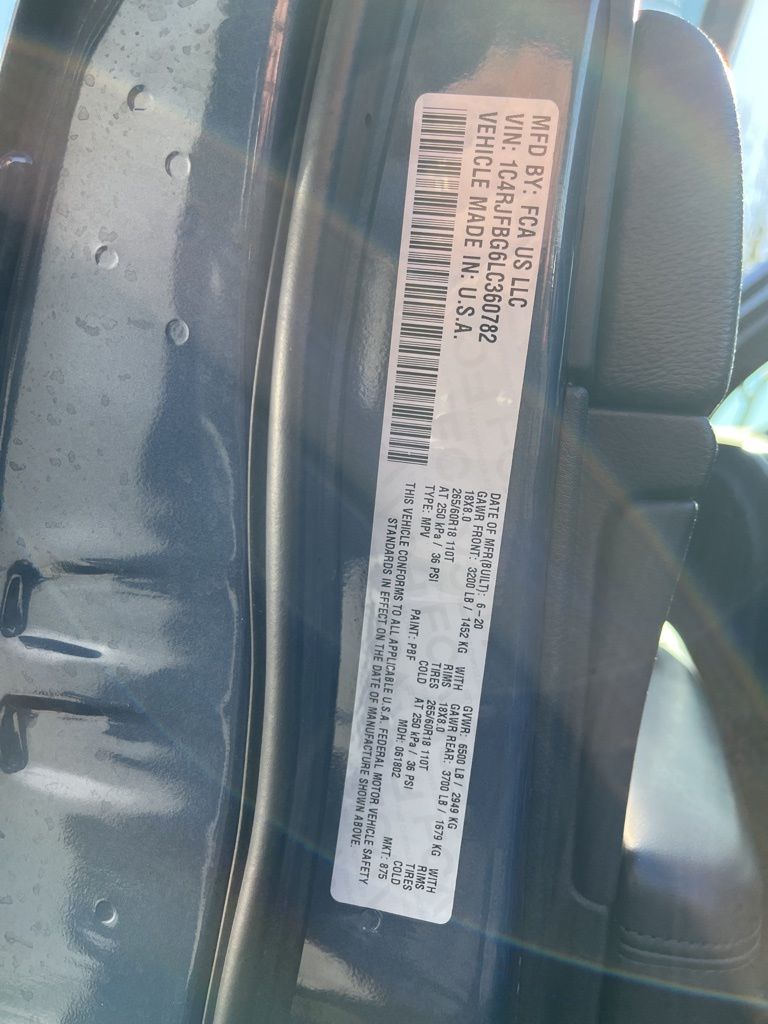 MFD BY: FCA US LLC
VIN: 1C4RJFBG6LC360782
VEHICLE MADE IN: U.S.A.
DATE OF MFR(BUILT): 6-20 GVWR: 6500 LB / 2949 KG
GAWR FRONT: 3200 LB / 1452 KG WITH GAWR REAR: 3700 LB / 1679 KG WITH
18X8.0 RIMS 18X8.0 RIMS
265/60R18 110T TIRES 265/60R18 110T TIRES
AT 250 kPa / 36 PSI COLD AT 250 kPa / 36 PSI COLD
TYPE: MPV PAINT: PBF MDH: 061802 MKT: 875
THIS VEHICLE CONFORMS TO ALL APPLICABLE U.S.A. FEDERAL MOTOR VEHICLE SAFETY
STANDARDS IN EFFECT ON THE DATE OF MANUFACTURE SHOWN ABOVE.